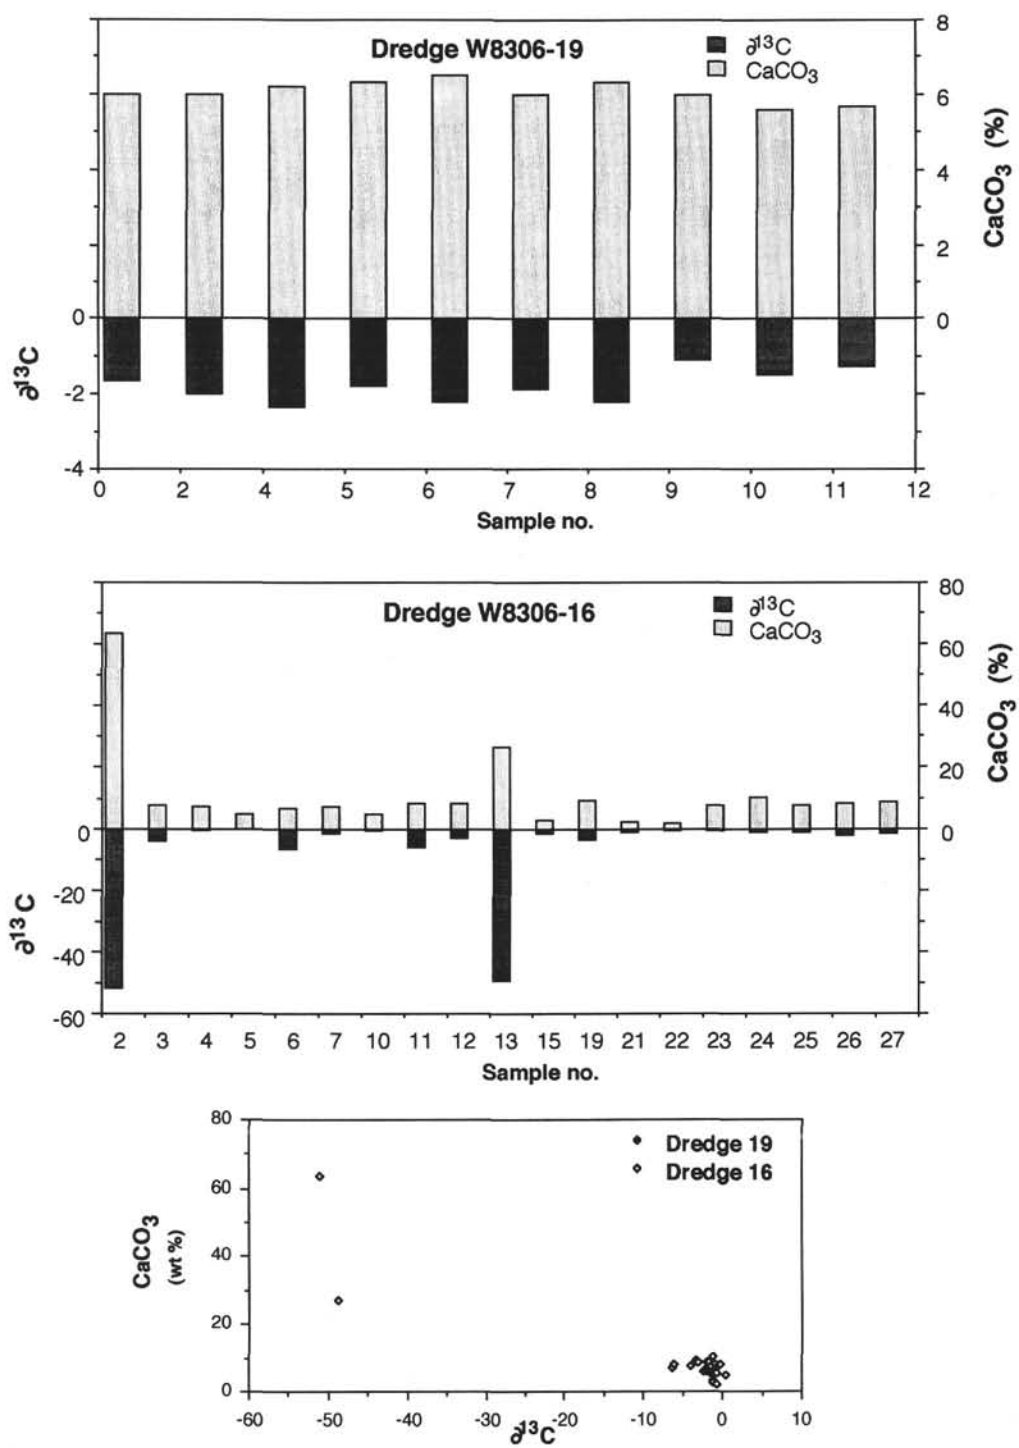 Dredge W8306-19
∂13C
CaCO3
8
6
4
2
0
CaCO3 (%)
0
-2
-4
∂13C
0 2 4 5 6 7 8 9 10 11 12
Sample no.
Dredge W8306-16
∂13C
CaCO3
80
60
40
20
0
CaCO3 (%)
0
-20
-40
-60
∂13C
2 3 4 5 6 7 10 11 12 13 15 19 21 22 23 24 25 26 27
Sample no.
Dredge 19
Dredge 16
80
60
40
20
0
CaCO3
(wt %)
-60 -50 -40 -30 -20 -10 0 10
∂13C